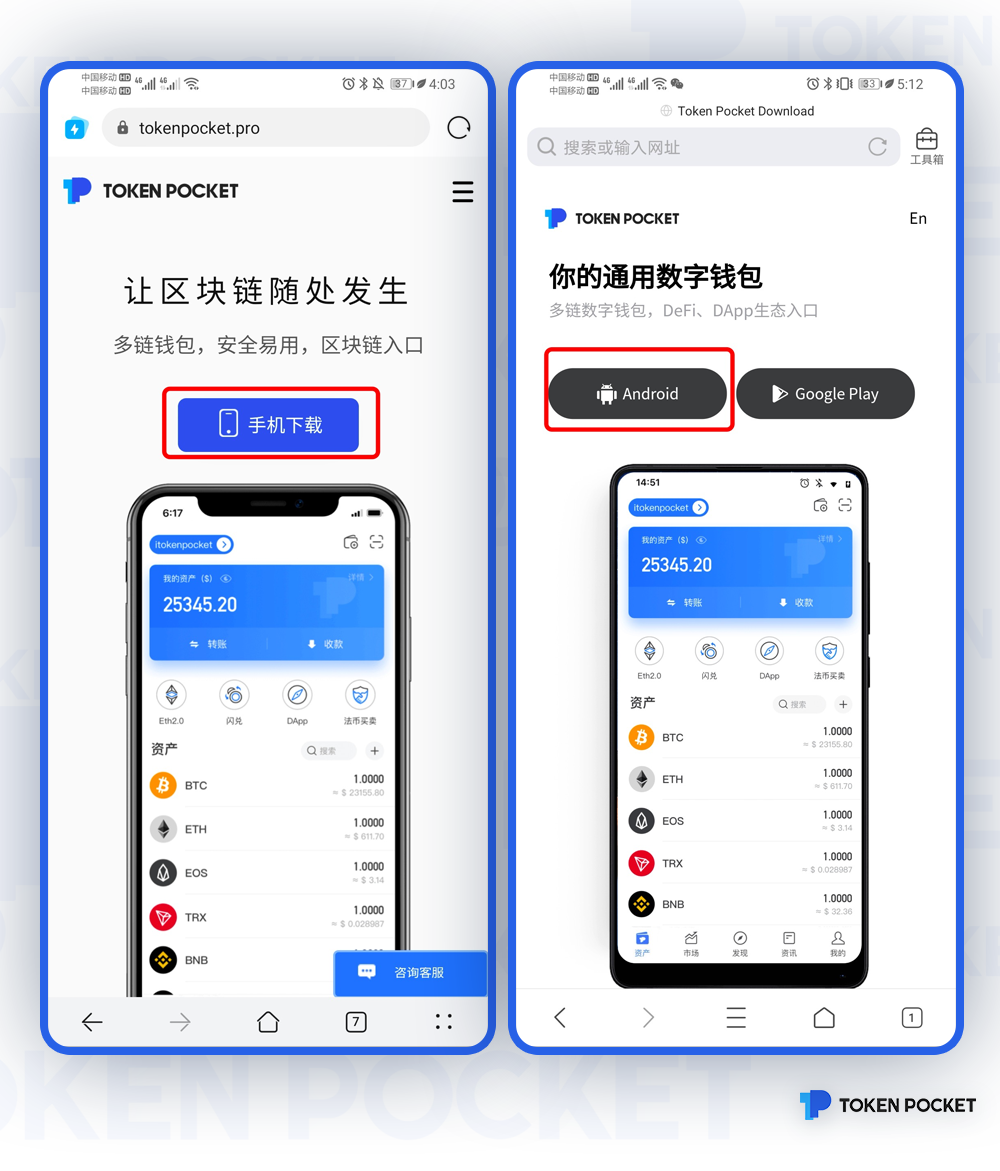 TOKEN POCKET
中国移动 HD 4G 4G
中国移动 HD
37 4:03
tokenpocket.pro
TOKEN POCKET
让区块链随处发生
多链钱包，安全易用，区块链入口
手机下载
6:17
itokenpocket
我的资产 ($)
详情
25345.20
转账
收款
Eth2.0
闪兑
DApp
法币买卖
资产
搜索
BTC
1.0000
≈ $ 23155.80
ETH
1.0000
≈ $ 611.70
EOS
1.0000
≈ $ 3.14
TRX
1.0000
≈ $ 0.028987
BNB
1.0000
咨询客服
7
中国移动 HD 4G 4G
中国移动 HD
33 5:12
Token Pocket Download
搜索或输入网址
工具箱
TOKEN POCKET
En
你的通用数字钱包
多链数字钱包，DeFi、DApp生态入口
Android
Google Play
14:51
itokenpocket
我的资产 ($)
详情
25345.20
转账
收款
Eth2.0
闪兑
DApp
法币买卖
资产
搜索
BTC
1.0000
≈ $ 23155.80
ETH
1.0000
≈ $ 611.70
EOS
1.0000
≈ $ 3.14
TRX
1.0000
≈ $ 0.028987
BNB
1.0000
≈ $ 32.36
资产
市场
发现
资讯
我的
1
TOKEN POCKET
TOKEN POCKET